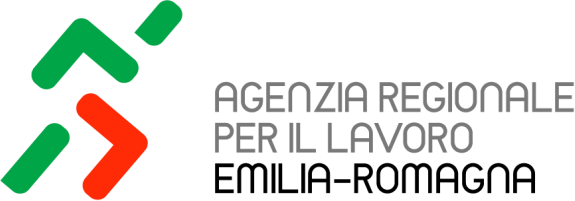 AGENZIA REGIONALE
PER IL LAVORO
EMILIA-ROMAGNA